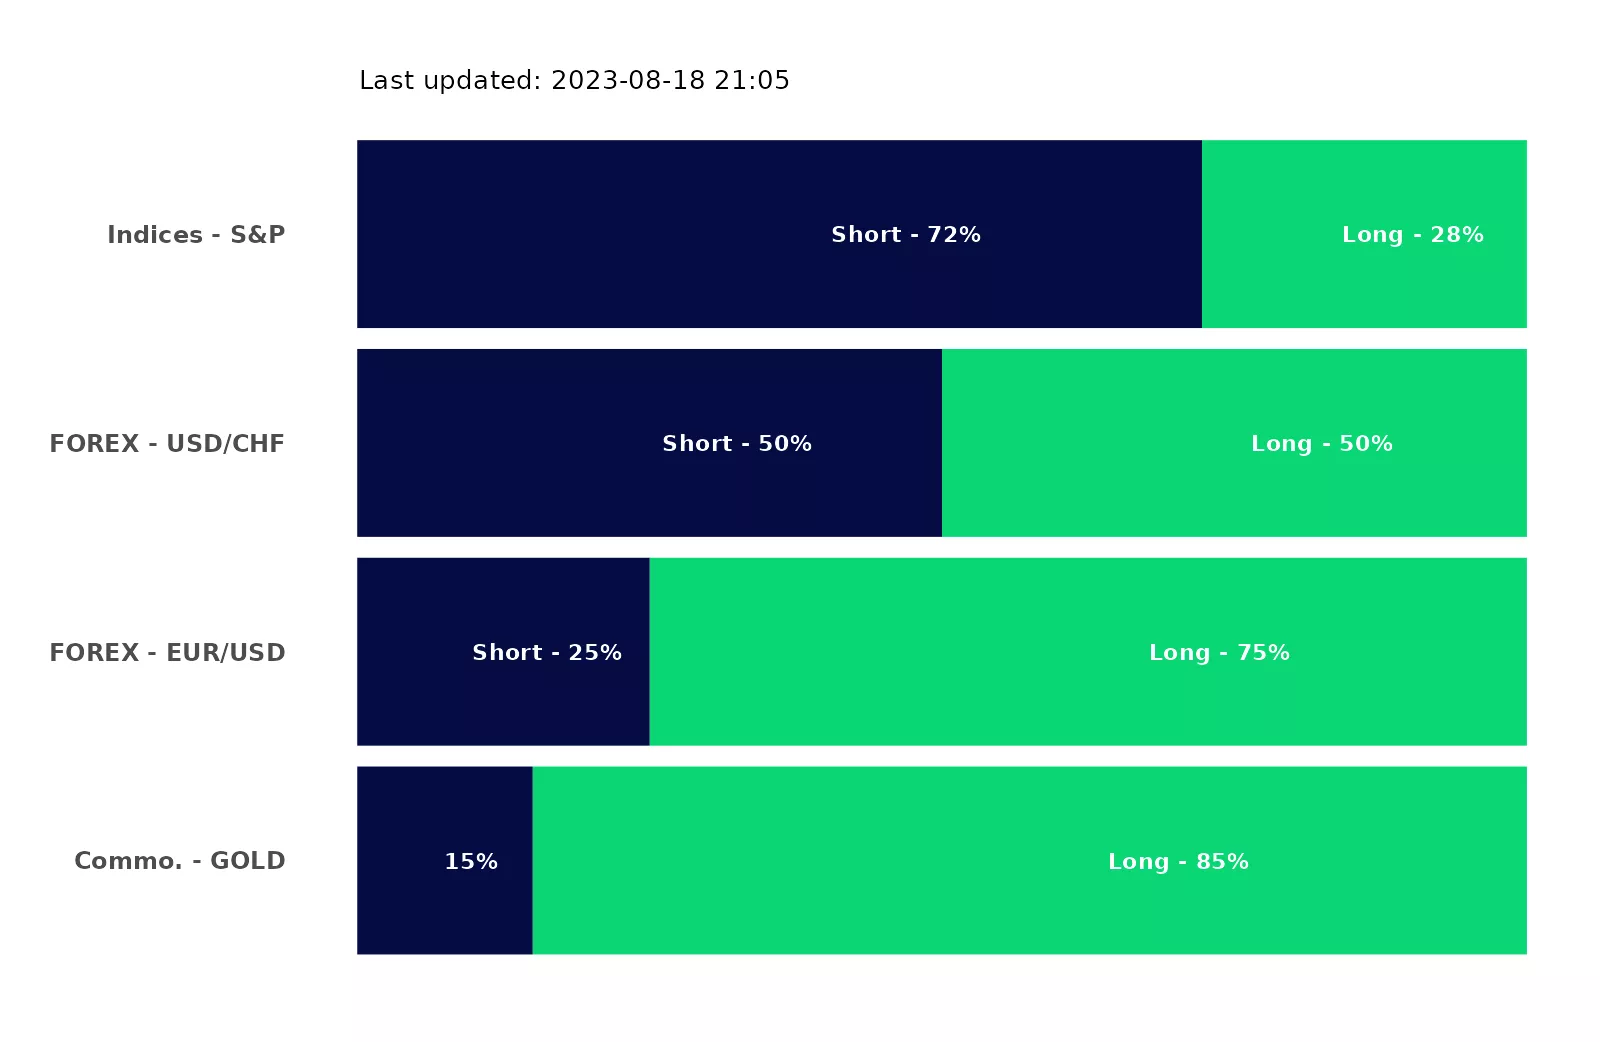 Last updated: 2023-08-18 21:05
Indices - S&P Short - 72% Long - 28%
FOREX - USD/CHF Short - 50% Long - 50%
FOREX - EUR/USD Short - 25% Long - 75%
Commo. - GOLD 15% Long - 85%